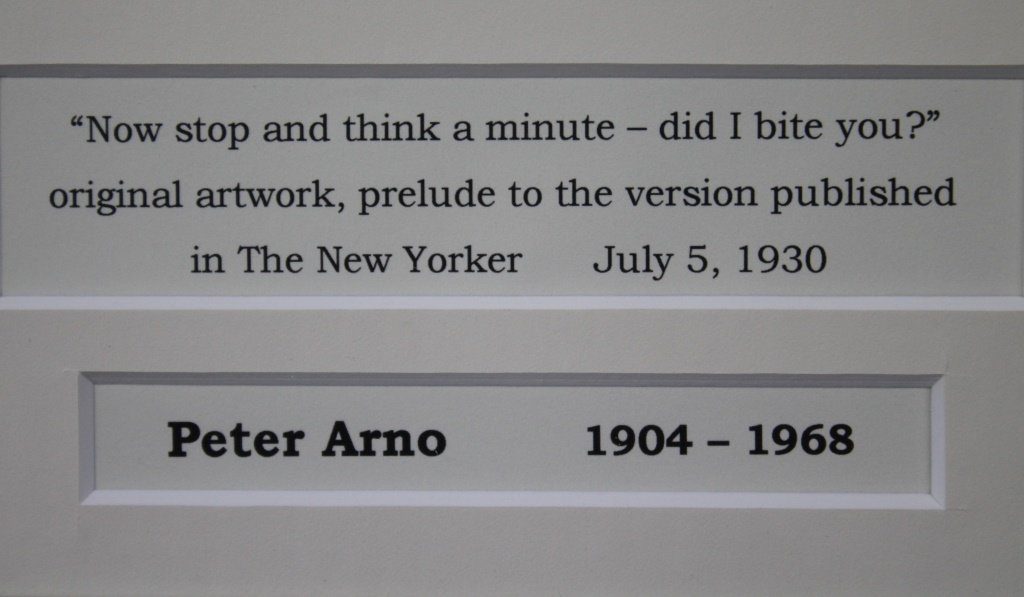 “Now stop and think a minute – did I bite you?”
original artwork, prelude to the version published
in The New Yorker July 5, 1930
Peter Arno 1904 – 1968